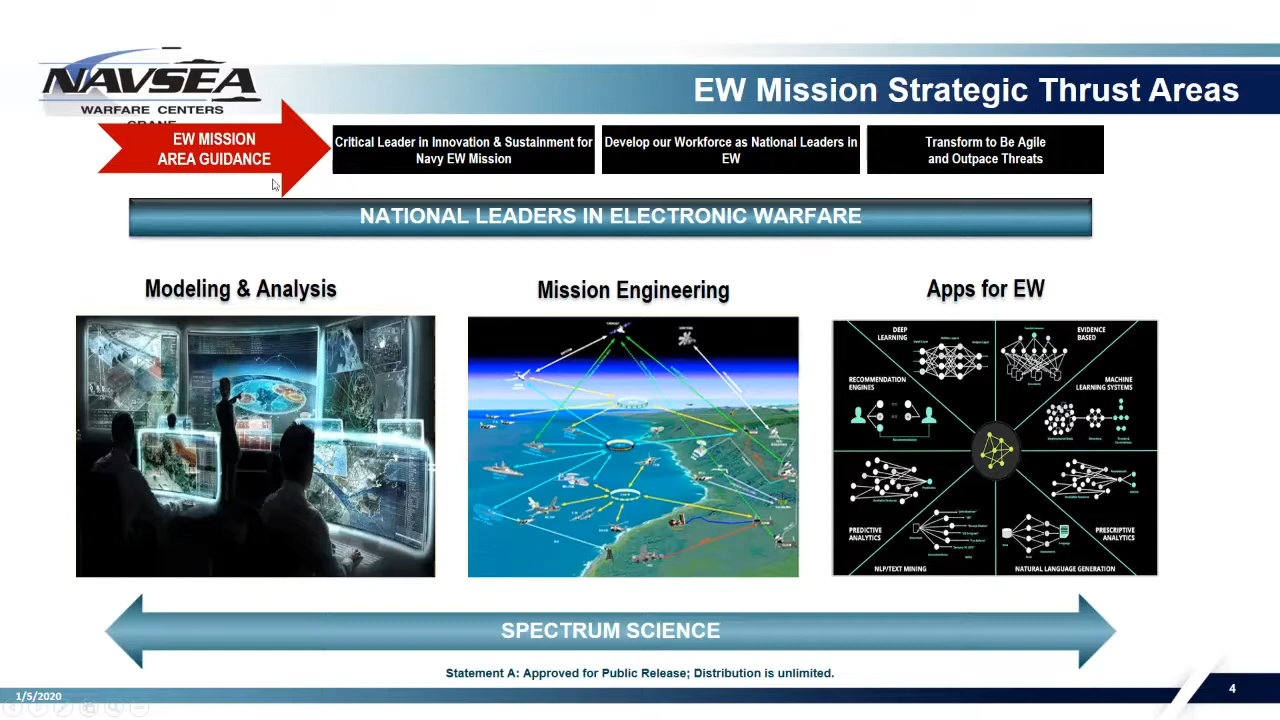 NAVSEA
WARFARE CENTERS
CRANE
EW Mission Strategic Thrust Areas
EW MISSION
AREA GUIDANCE
Critical Leader in Innovation & Sustainment for
Navy EW Mission
Develop our Workforce as National Leaders in
EW
Transform to Be Agile
and Outpace Threats
NATIONAL LEADERS IN ELECTRONIC WARFARE
Modeling & Analysis
Mission Engineering
Apps for EW
DEEP
LEARNING
EVIDENCE
BASED
RECOMMENDATION
ENGINES
MACHINE
LEARNING SYSTEMS
PREDICTIVE
ANALYTICS
PRESCRIPTIVE
ANALYTICS
NLP/TEXT MINING
NATURAL LANGUAGE GENERATION
SPECTRUM SCIENCE
Statement A: Approved for Public Release; Distribution is unlimited.
1/5/2020
4